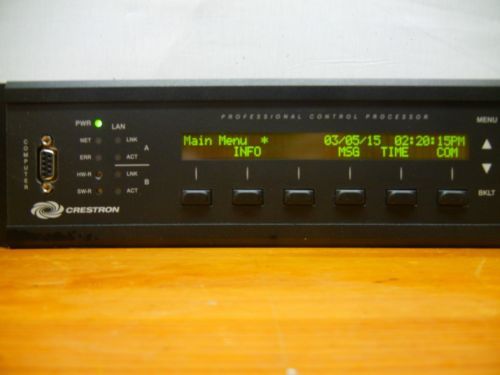 PROFESSIONAL CONTROL PROCESSOR
MENU
PWR LAN
NET LNK
A
ERR ACT
HW-R LNK
B
SW-R ACT
COMPUTER
Main Menu * 03/05/15 02:20:15PM
INFO MSG TIME COM
BKLT
CRESTRON